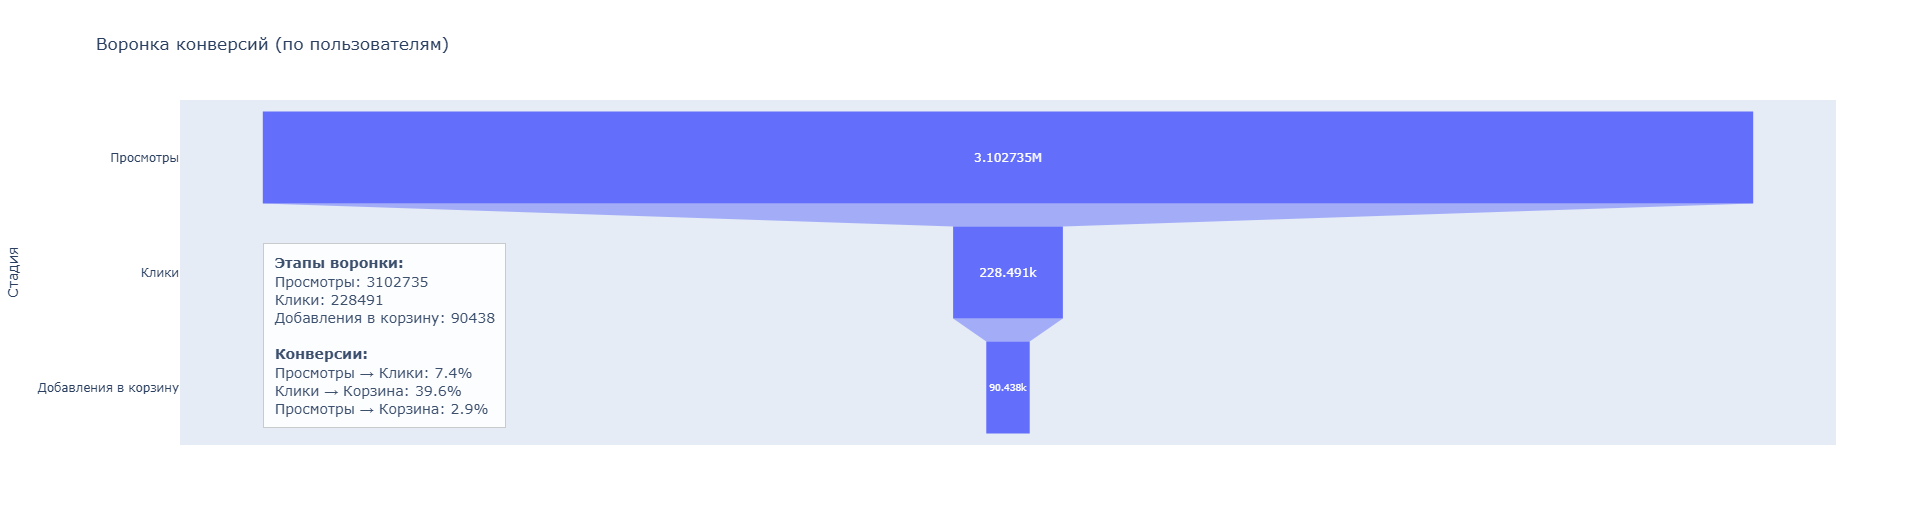 Воронка конверсий (по пользователям)
Стадия
Просмотры
3.102735M
Клики
228.491k
Добавления в корзину
90.438k
Этапы воронки:
Просмотры: 3102735
Клики: 228491
Добавления в корзину: 90438
Конверсии:
Просмотры → Клики: 7.4%
Клики → Корзина: 39.6%
Просмотры → Корзина: 2.9%